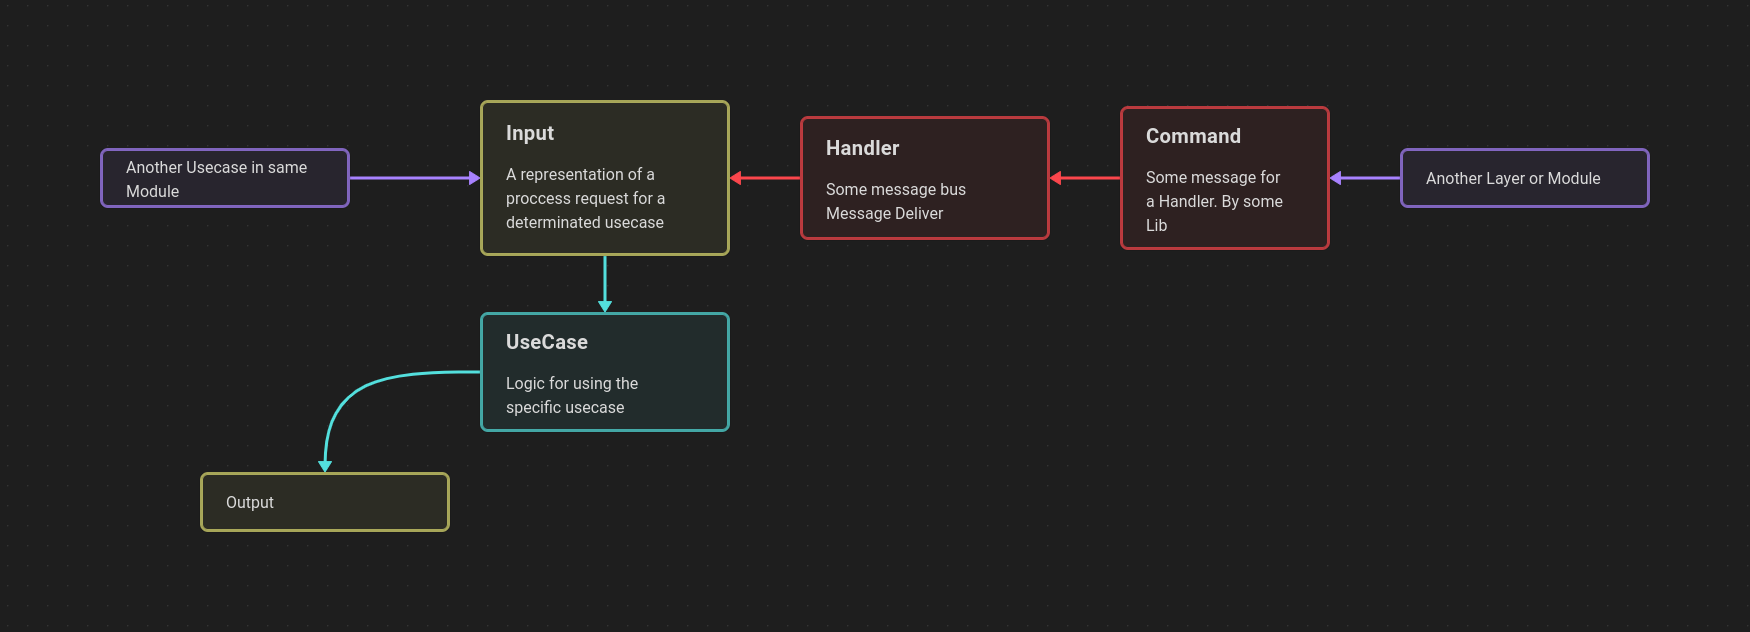 Another Usecase in same
Module
Input
A representation of a
proccess request for a
determinated usecase
Handler
Some message bus
Message Deliver
Command
Some message for
a Handler. By some
Lib
Another Layer or Module
UseCase
Logic for using the
specific usecase
Output